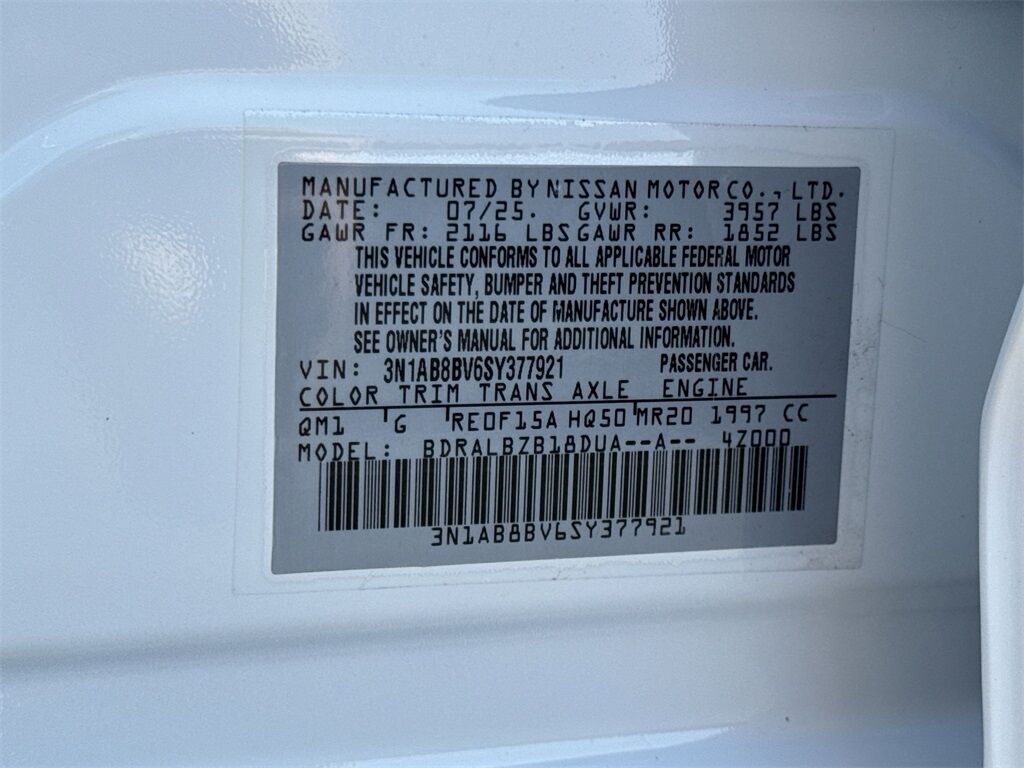 MANUFACTURED BY NISSAN MOTOR CO., LTD.
DATE: 07/25. GVWR: 3957 LBS
GAWR FR: 2116 LBS GAWR RR: 1852 LBS
THIS VEHICLE CONFORMS TO ALL APPLICABLE FEDERAL MOTOR
VEHICLE SAFETY, BUMPER AND THEFT PREVENTION STANDARDS
IN EFFECT ON THE DATE OF MANUFACTURE SHOWN ABOVE.
SEE OWNER'S MANUAL FOR ADDITIONAL INFORMATION.
VIN: 3N1AB8BV6SY377921 PASSENGER CAR.
COLOR TRIM TRANS AXLE ENGINE
QM1 G RE0F15A HQ50 MR20 1997 CC
MODEL: BDRALBZB18DUA--A-- 4Z000
3N1AB8BV6SY377921